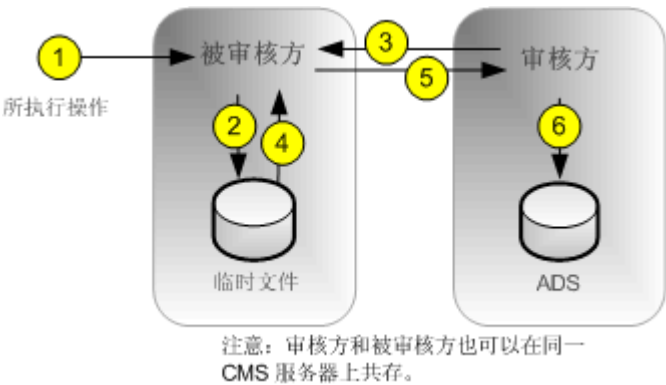 1
所执行操作
被审核方
3
5
审核方
2
4
6
临时文件
ADS
注意：审核方和被审核方也可以在同一
CMS 服务器上共存。